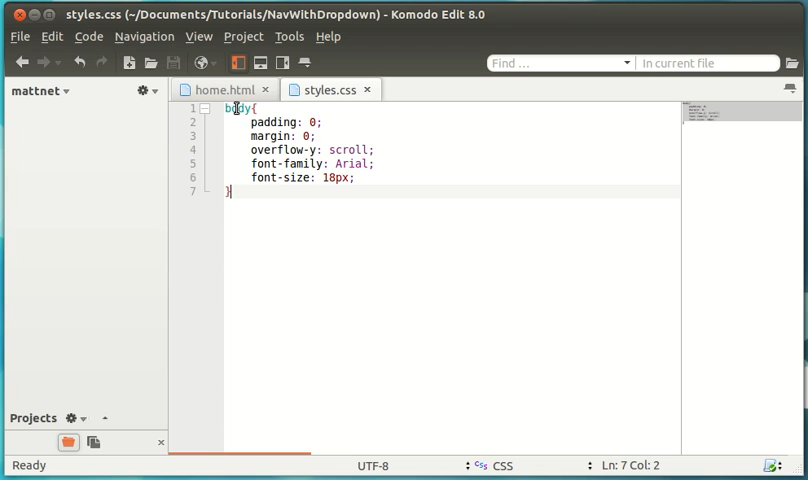 styles.css (~/Documents/Tutorials/NavWithDropdown) - Komodo Edit 8.0
File Edit Code Navigation View Project Tools Help
Find ... In current file
mattnet home.html styles.css
1 body{
2 padding: 0;
3 margin: 0;
4 overflow-y: scroll;
5 font-family: Arial;
6 font-size: 18px;
7 }
Projects
Ready UTF-8 CSS CSS Ln: 7 Col: 2